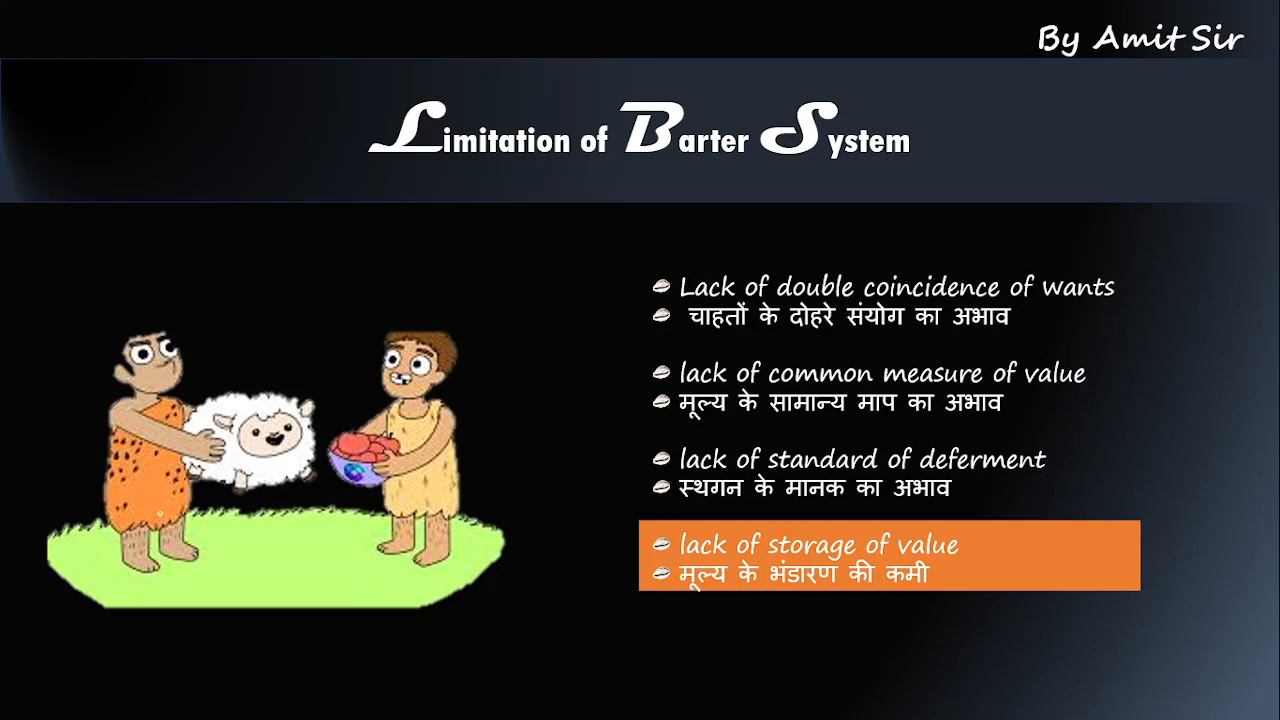 By Amit Sir
Limitation of Barter System
Lack of double coincidence of wants
चाहतों के दोहरे संयोग का अभाव
lack of common measure of value
मूल्य के सामान्य माप का अभाव
lack of standard of deferment
स्थगन के मानक का अभाव
lack of storage of value
मूल्य के भंडारण की कमी